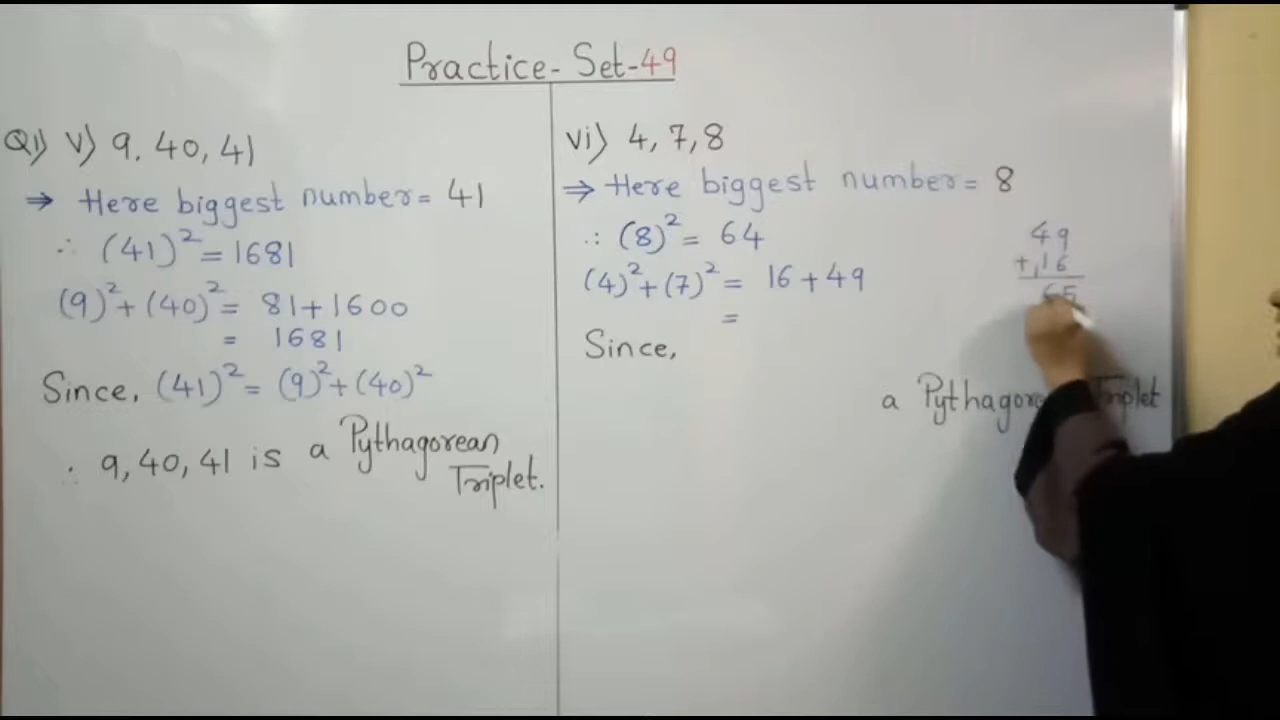 Practice-Set-49
Q1) V) 9, 40, 41
⇒ Here biggest number = 41
∴ (41)² = 1681
(9)² + (40)² = 81 + 1600
= 1681
Since, (41)² = (9)² + (40)²
∴ 9, 40, 41 is a Pythagorean
Triplet.
Vi) 4, 7, 8
⇒ Here biggest number = 8
∴ (8)² = 64
(4)² + (7)² = 16 + 49
=
Since,
49
+16
65
a Triplet